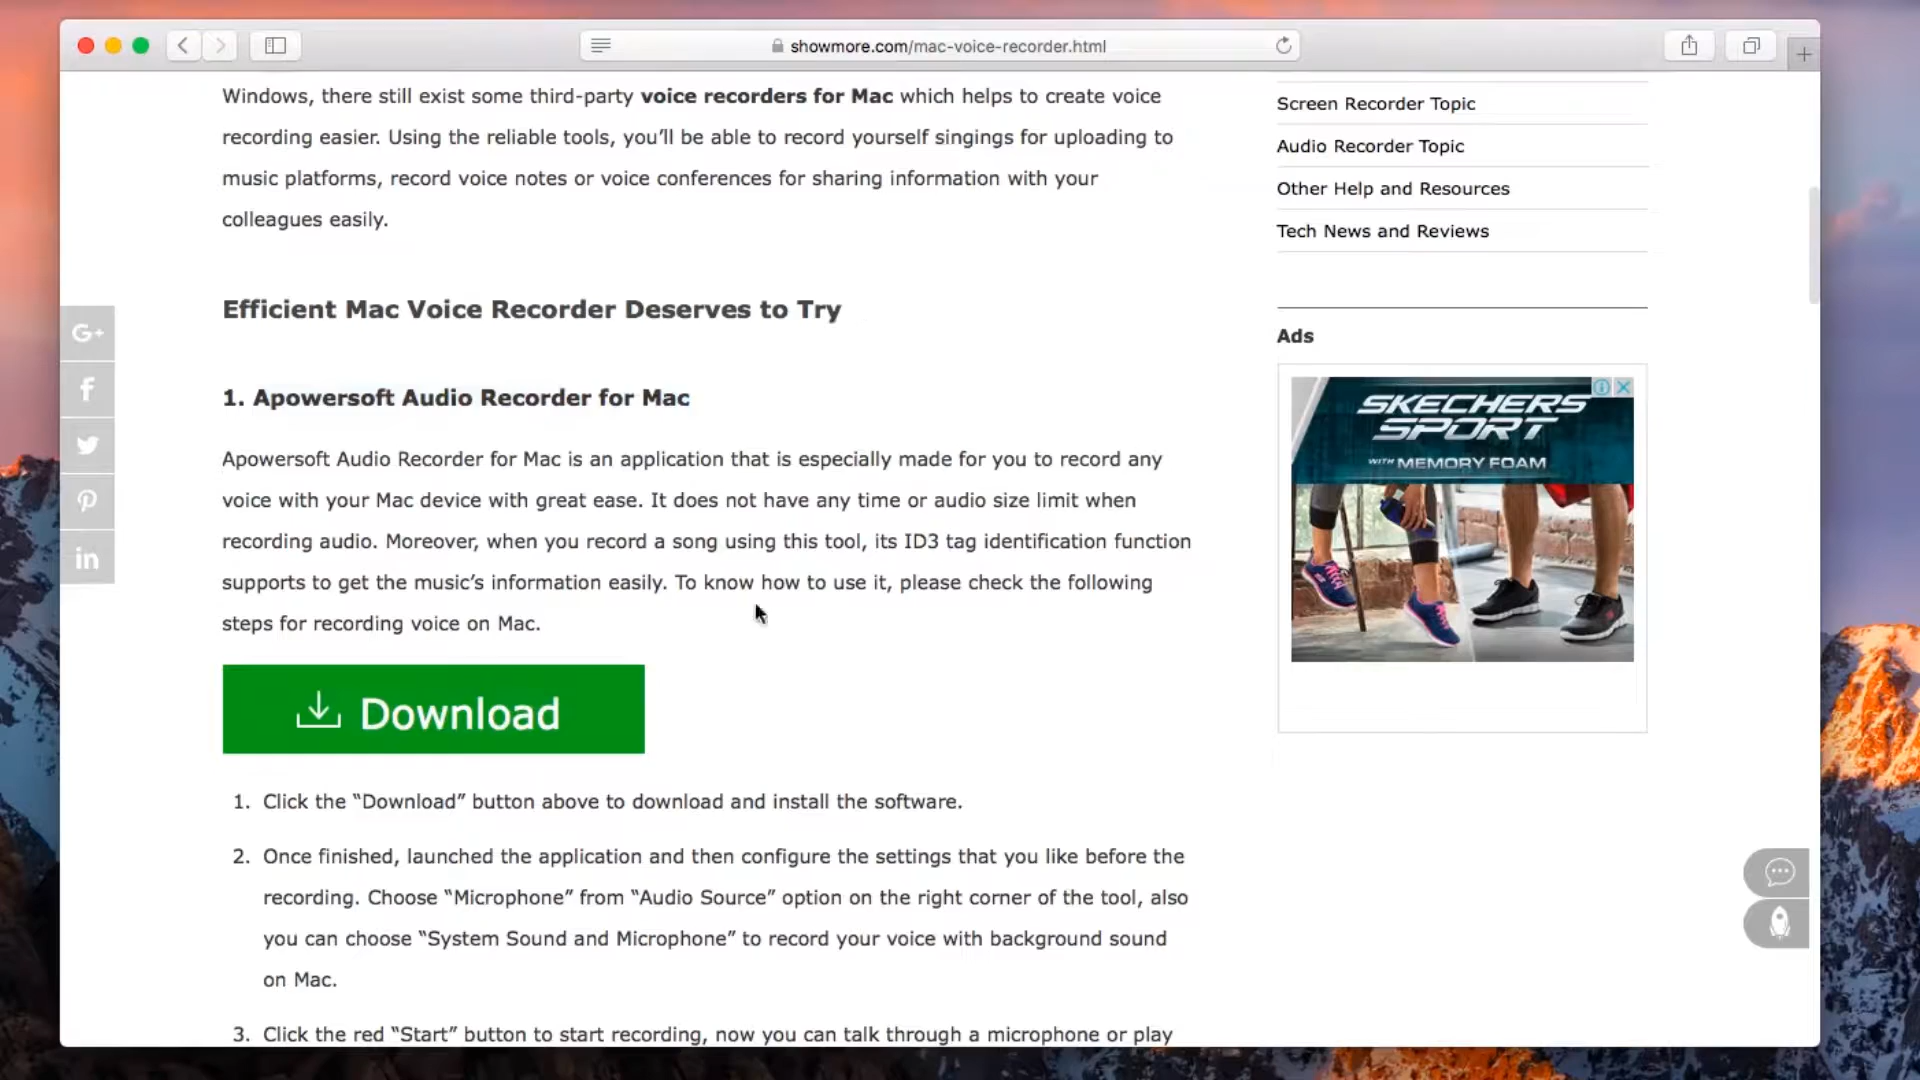 showmore.com/mac-voice-recorder.html
Windows, there still exist some third-party voice recorders for Mac which helps to create voice
recording easier. Using the reliable tools, you’ll be able to record yourself singings for uploading to
music platforms, record voice notes or voice conferences for sharing information with your
colleagues easily.
Efficient Mac Voice Recorder Deserves to Try
1. Apowersoft Audio Recorder for Mac
Apowersoft Audio Recorder for Mac is an application that is especially made for you to record any
voice with your Mac device with great ease. It does not have any time or audio size limit when
recording audio. Moreover, when you record a song using this tool, its ID3 tag identification function
supports to get the music’s information easily. To know how to use it, please check the following
steps for recording voice on Mac.
Download
1. Click the “Download” button above to download and install the software.
2. Once finished, launched the application and then configure the settings that you like before the
recording. Choose “Microphone” from “Audio Source” option on the right corner of the tool, also
you can choose “System Sound and Microphone” to record your voice with background sound
on Mac.
3. Click the red “Start” button to start recording, now you can talk through a microphone or play
Screen Recorder Topic
Audio Recorder Topic
Other Help and Resources
Tech News and Reviews
Ads
SKECHERS
SPORT
WITH MEMORY FOAM
G+
f
in